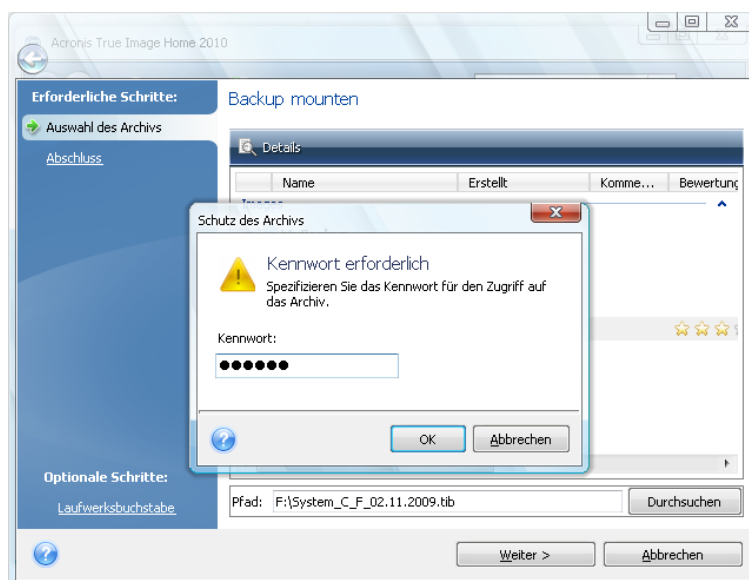 Acronis True Image Home 2010
Erforderliche Schritte:
Auswahl des Archivs
Abschluss
Backup mounten
Details
Name Erstellt Komme... Bewertung
Schutz des Archivs
Kennwort erforderlich
Spezifizieren Sie das Kennwort für den Zugriff auf
das Archiv.
Kennwort:
●●●●●●
OK Abbrechen
Optionale Schritte:
Laufwerksbuchstabe
Pfad: F:\System_C_F_02.11.2009.tib Durchsuchen
Weiter > Abbrechen